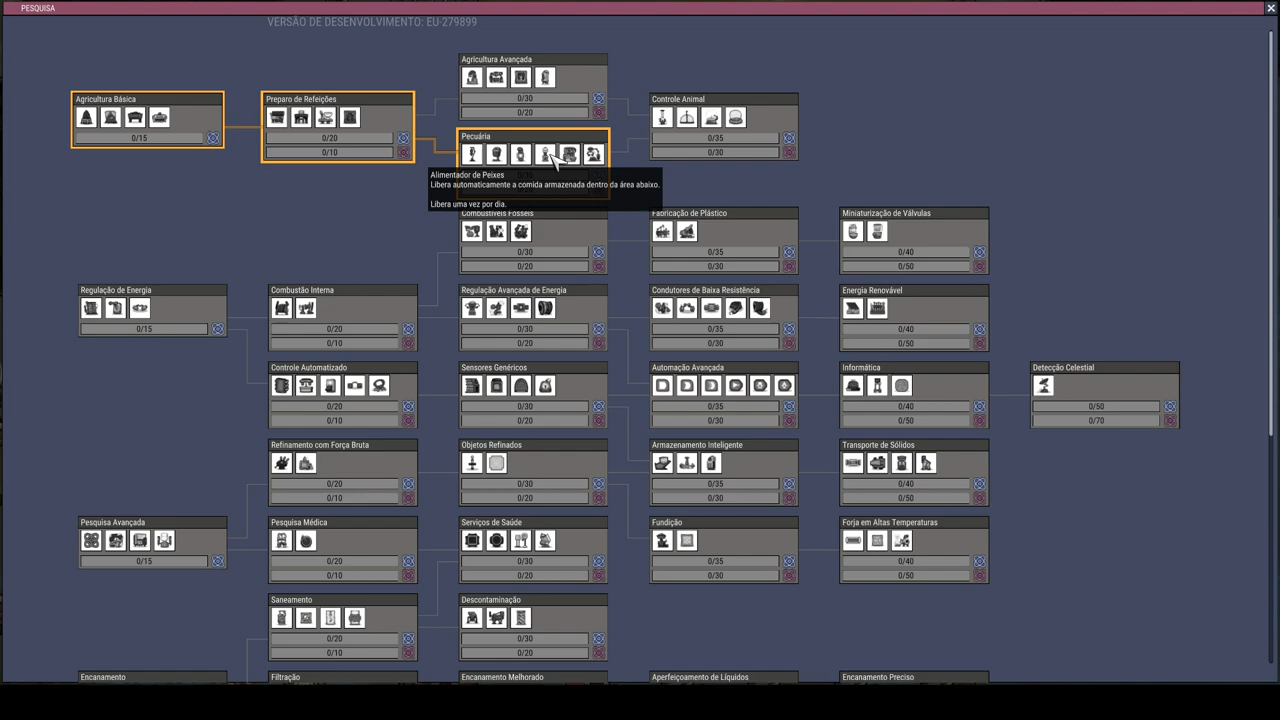 PESQUISA
VERSÃO DE DESENVOLVIMENTO: EU-279899
Agricultura Avançada
0/30
0/20
Agricultura Básica
0/15
Preparo de Refeições
0/20
0/10
Controle Animal
0/35
0/30
Pecuária
Alimentador de Peixes
Libera automaticamente a comida armazenada dentro da área abaixo.
Libera uma vez por dia.
Combustíveis Fósseis
0/30
0/20
Fabricação de Plástico
0/35
0/30
Miniaturização de Válvulas
0/40
0/50
Regulação de Energia
0/15
Combustão Interna
0/20
0/10
Regulação Avançada de Energia
0/30
0/20
Condutores de Baixa Resistência
0/35
0/30
Energia Renovável
0/40
0/50
Controle Automatizado
0/20
0/10
Sensores Genéricos
0/30
0/20
Automação Avançada
0/35
0/30
Informática
0/40
0/50
Detecção Celestial
0/50
0/70
Refinamento com Força Bruta
0/20
0/10
Objetos Refinados
0/30
0/20
Armazenamento Inteligente
0/35
0/30
Transporte de Sólidos
0/40
0/50
Pesquisa Avançada
0/15
Pesquisa Médica
0/20
0/10
Serviços de Saúde
0/30
0/20
Fundição
0/35
0/30
Forja em Altas Temperaturas
0/40
0/50
Saneamento
0/20
0/10
Descontaminação
0/30
0/20
Encanamento
Filtração
Encanamento Melhorado
Aperfeiçoamento de Líquidos
Encanamento Preciso